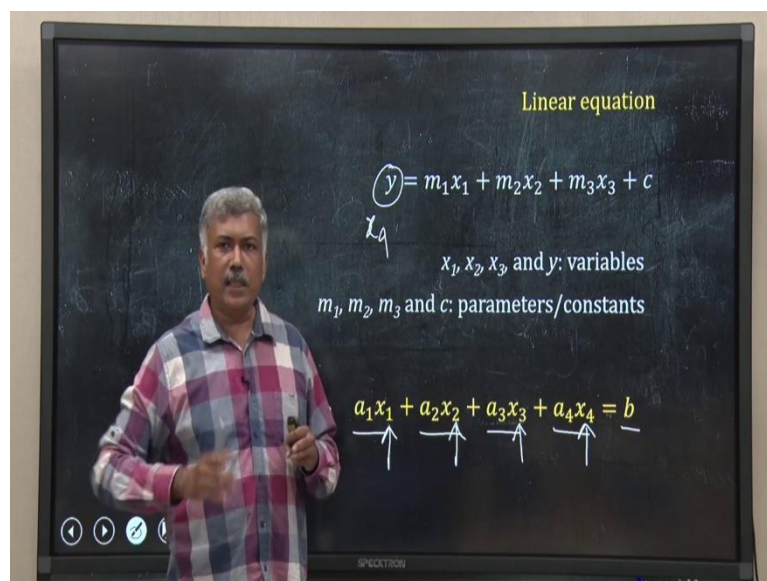 Linear equation
y = m₁x₁ + m₂x₂ + m₃x₃ + c
x₄
x₁, x₂, x₃, and y: variables
m₁, m₂, m₃ and c: parameters/constants
a₁x₁ + a₂x₂ + a₃x₃ + a₄x₄ = b
SPECKTRON